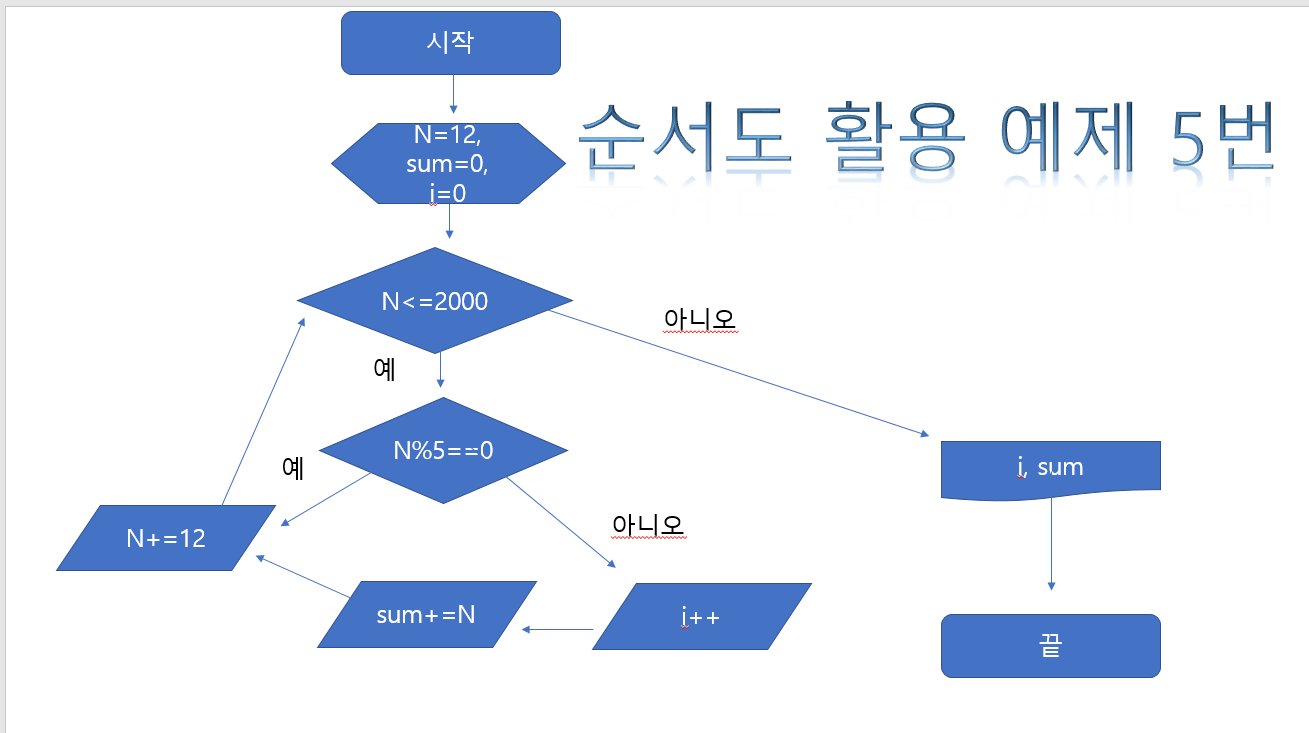 시작
순서도 활용 예제 5번
N=12,
sum=0,
i=0
N<=2000
아니오
예
N%5==0
예
아니오
i, sum
N+=12
sum+=N
i++
끝